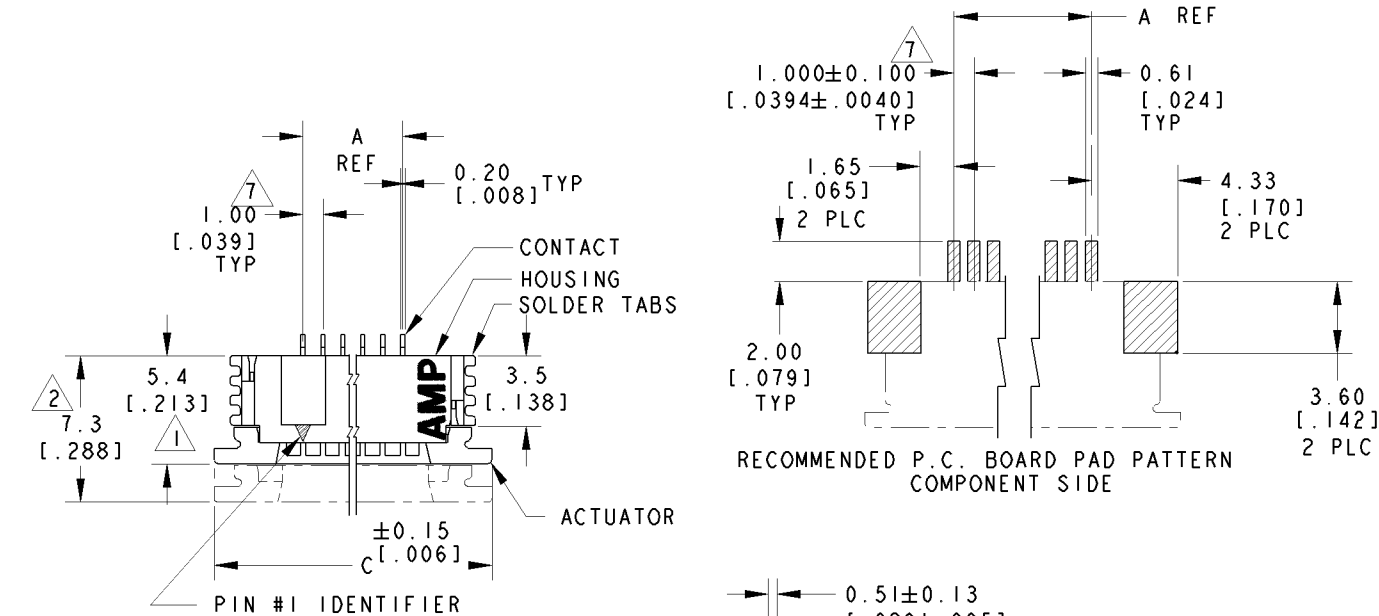 A REF
7
1.000±0.100
[.0394±.0040]
TYP
0.61
[.024]
TYP
A
REF
0.20
[.008]
TYP
7
1.00
[.039]
TYP
1.65
[.065]
2 PLC
4.33
[.170]
2 PLC
CONTACT
HOUSING
SOLDER TABS
2
5.4
[.213]
7.3
[.288]
1
AMP
3.5
[.138]
2.00
[.079]
TYP
3.60
[.142]
2 PLC
RECOMMENDED P.C. BOARD PAD PATTERN
COMPONENT SIDE
ACTUATOR
±0.15
C [.006]
PIN #1 IDENTIFIER
0.51±0.13